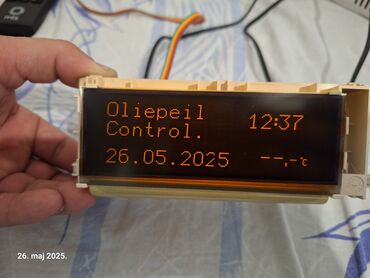 Oliepeil
Control.
12:37
26.05.2025
--,-°c
26. maj 2025.